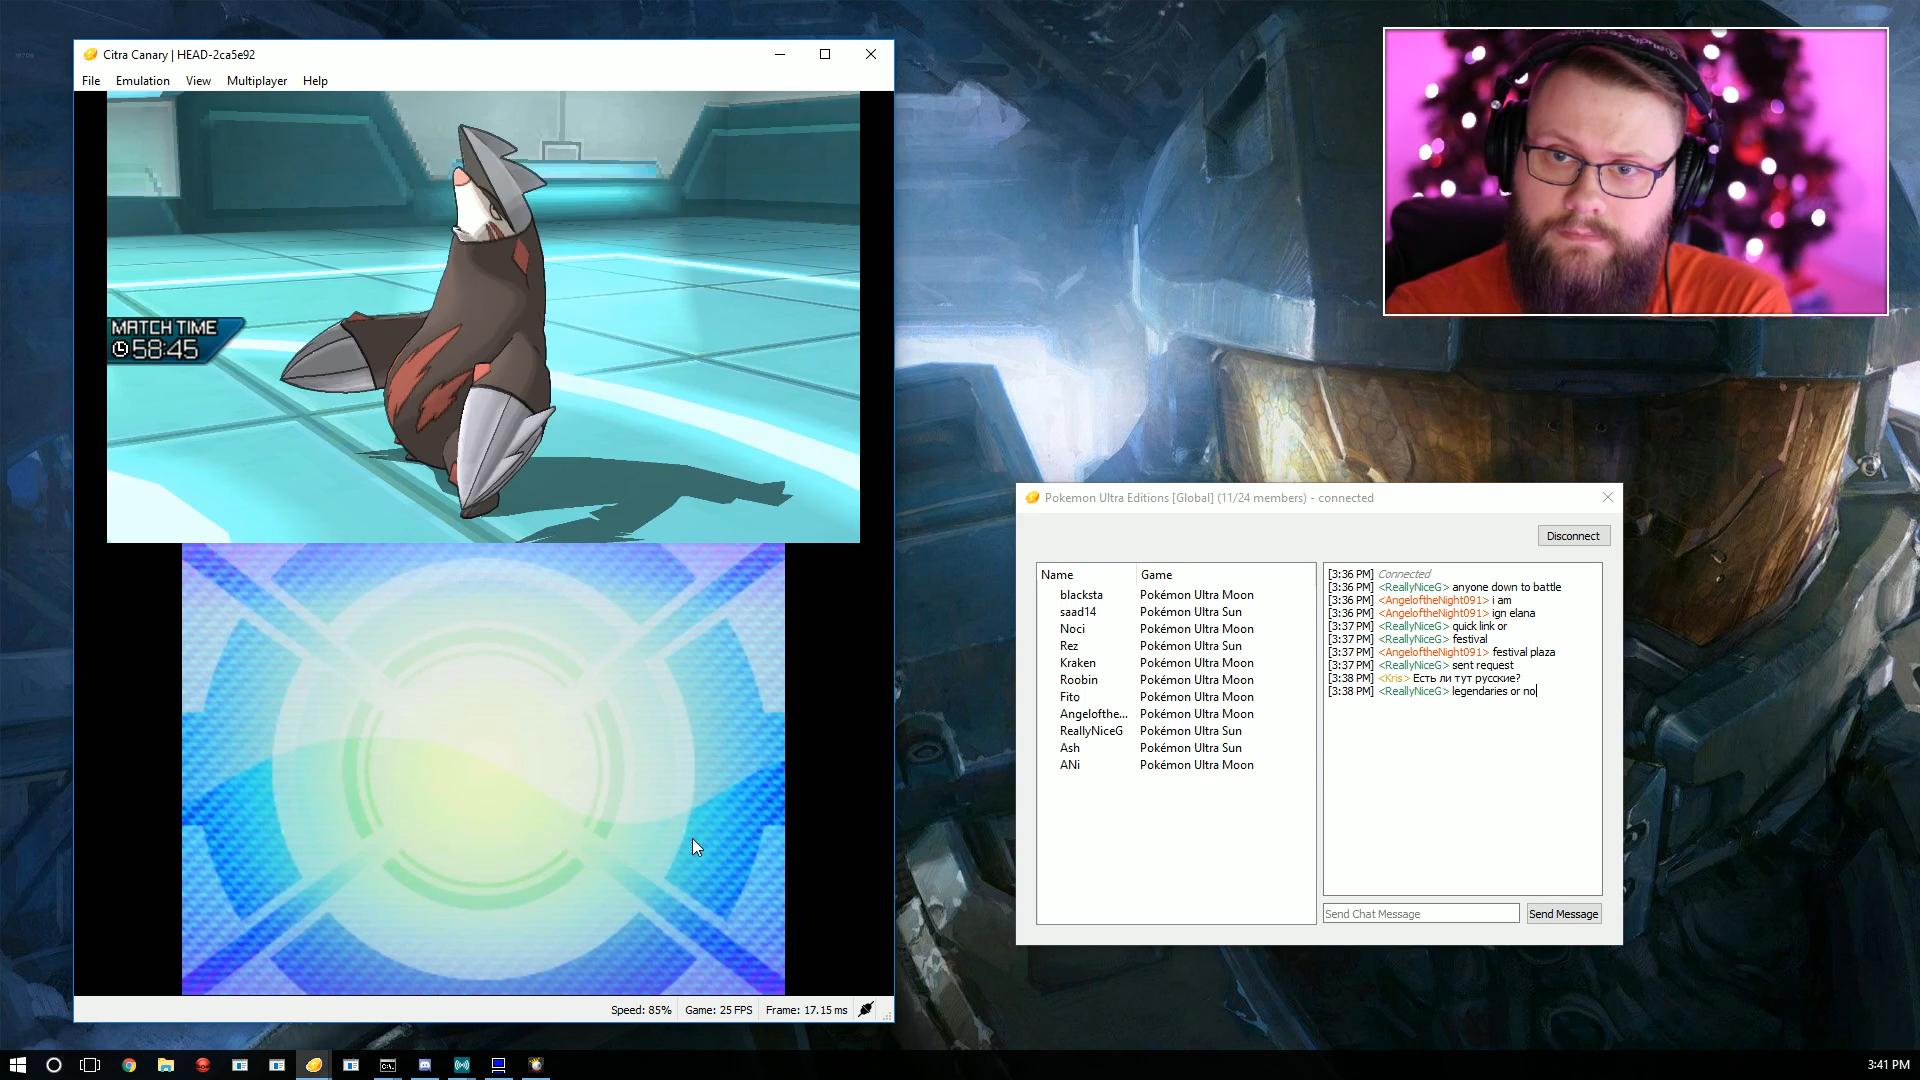 Citra Canary | HEAD-2ca5e92
File Emulation View Multiplayer Help
MATCH TIME
58:45
Speed: 85% Game: 25 FPS Frame: 17.15 ms
audio-technica
Pokemon Ultra Editions [Global] (11/24 members) - connected
Disconnect
Name Game
blacksta Pokémon Ultra Moon
saad14 Pokémon Ultra Sun
Noci Pokémon Ultra Moon
Rez Pokémon Ultra Sun
Kraken Pokémon Ultra Moon
Roobin Pokémon Ultra Moon
Fito Pokémon Ultra Moon
Angelofthe... Pokémon Ultra Moon
ReallyNiceG Pokémon Ultra Sun
Ash Pokémon Ultra Sun
ANi Pokémon Ultra Moon
[3:36 PM] Connected
[3:36 PM] <ReallyNiceG> anyone down to battle
[3:36 PM] <AngeloftheNight091> i am
[3:36 PM] <AngeloftheNight091> ign elana
[3:37 PM] <ReallyNiceG> quick link or
[3:37 PM] <ReallyNiceG> festival
[3:37 PM] <AngeloftheNight091> festival plaza
[3:37 PM] <ReallyNiceG> sent request
[3:38 PM] <Kris> Есть ли тут русские?
[3:38 PM] <ReallyNiceG> legendaries or no
Send Chat Message
Send Message
3:41 PM